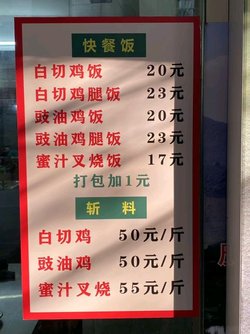 快餐饭
白切鸡饭 20元
白切鸡腿饭 23元
豉油鸡饭 20元
豉油鸡腿饭 23元
蜜汁叉烧饭 17元
打包加1元
斩料
白切鸡 50元/斤
豉油鸡 50元/斤
蜜汁叉烧 55元/斤